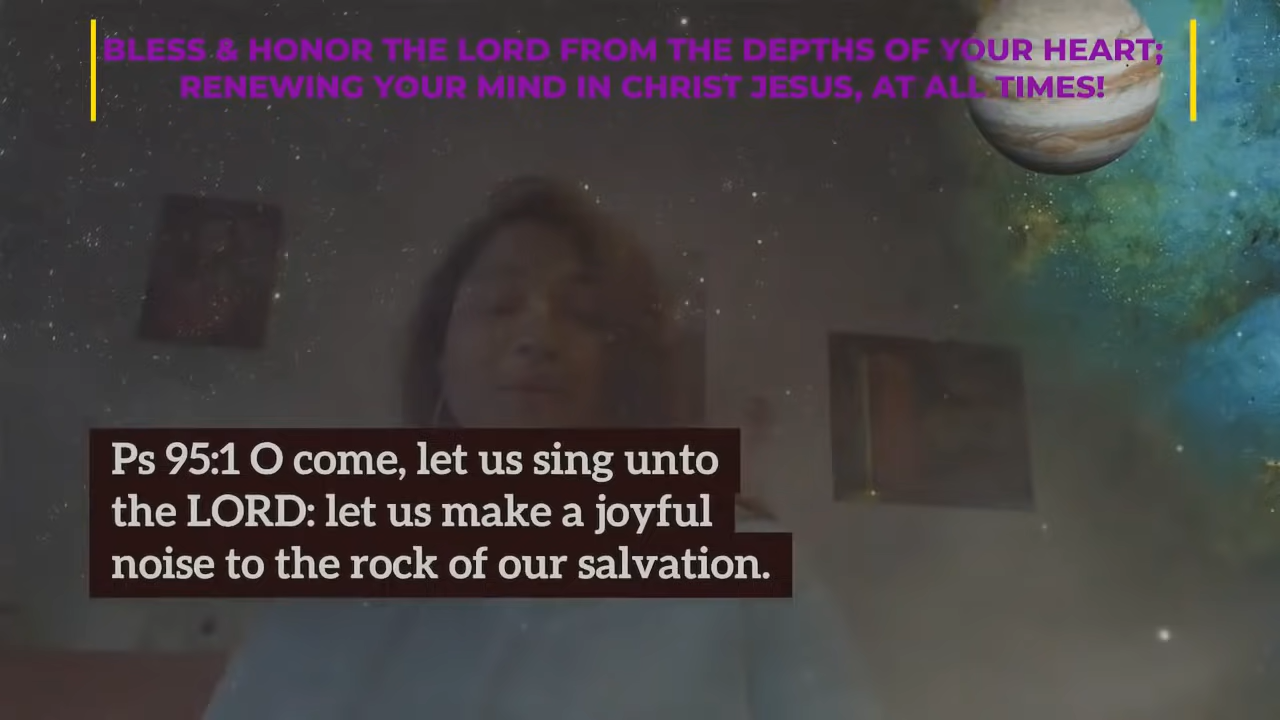 BLESS & HONOR THE LORD FROM THE DEPTHS OF YOUR HEART;
RENEWING YOUR MIND IN CHRIST JESUS, AT ALL TIMES!
Ps 95:1 O come, let us sing unto
the LORD: let us make a joyful
noise to the rock of our salvation.